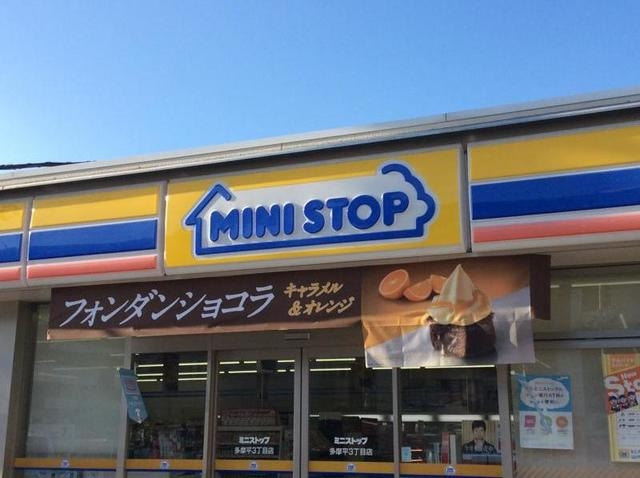 MINI STOP
フォンダンショコラ
キャラメル
&オレンジ
ミニストップ
多摩平3丁目店
ミニストップ
多摩平3丁目店